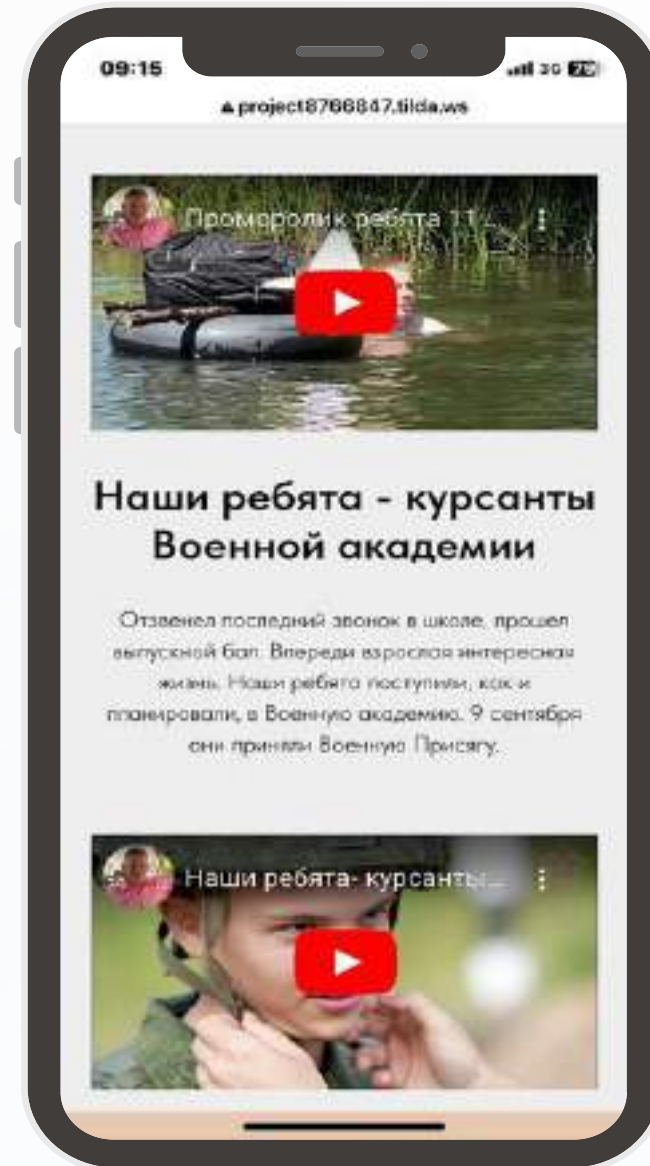 09:15
3G 79
project8766847.tilda.ws
Проморолик ребята 11 ...
Наши ребята - курсанты
Военной академии
Отзвенел последний звонок в школе, прошел
выпускной бал. Впереди взрослая интересная
жизнь. Наши ребята поступили, как и
планировали, в Военную академию. 9 сентября
они приняли Военную Присягу.
Наши ребята- курсанты...